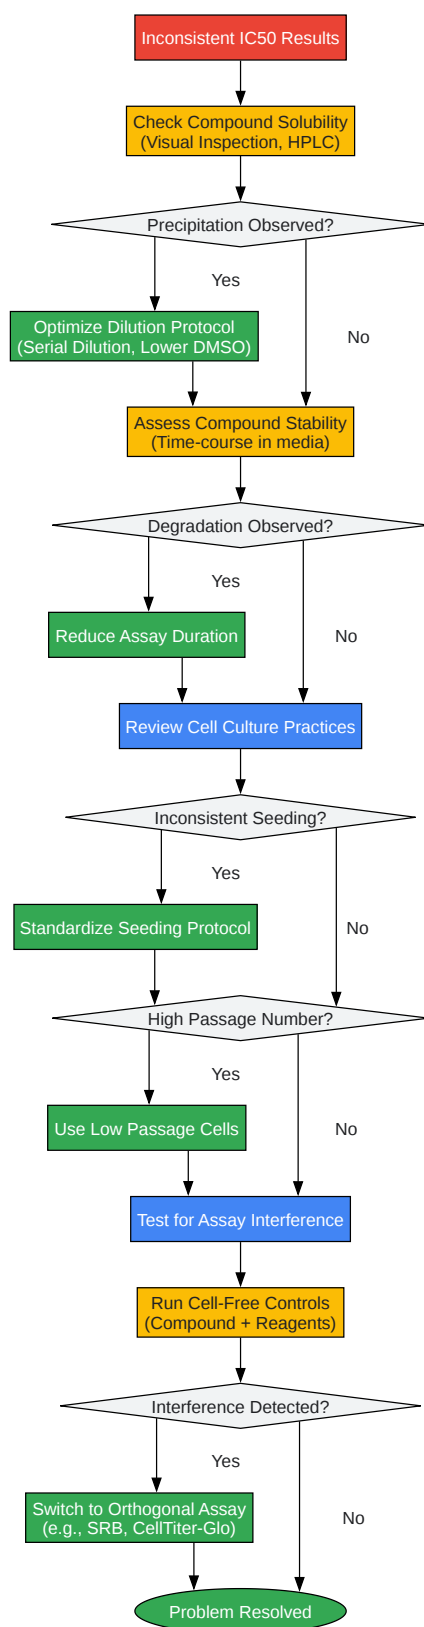 Inconsistent IC50 Results
Check Compound Solubility
(Visual Inspection, HPLC)
Precipitation Observed?
Yes
Optimize Dilution Protocol
(Serial Dilution, Lower DMSO)
No
Assess Compound Stability
(Time-course in media)
Degradation Observed?
Yes
Reduce Assay Duration
No
Review Cell Culture Practices
Inconsistent Seeding?
Yes
Standardize Seeding Protocol
No
High Passage Number?
Yes
Use Low Passage Cells
No
Test for Assay Interference
Run Cell-Free Controls
(Compound + Reagents)
Interference Detected?
Yes
Switch to Orthogonal Assay
(e.g., SRB, CellTiter-Glo)
No
Problem Resolved